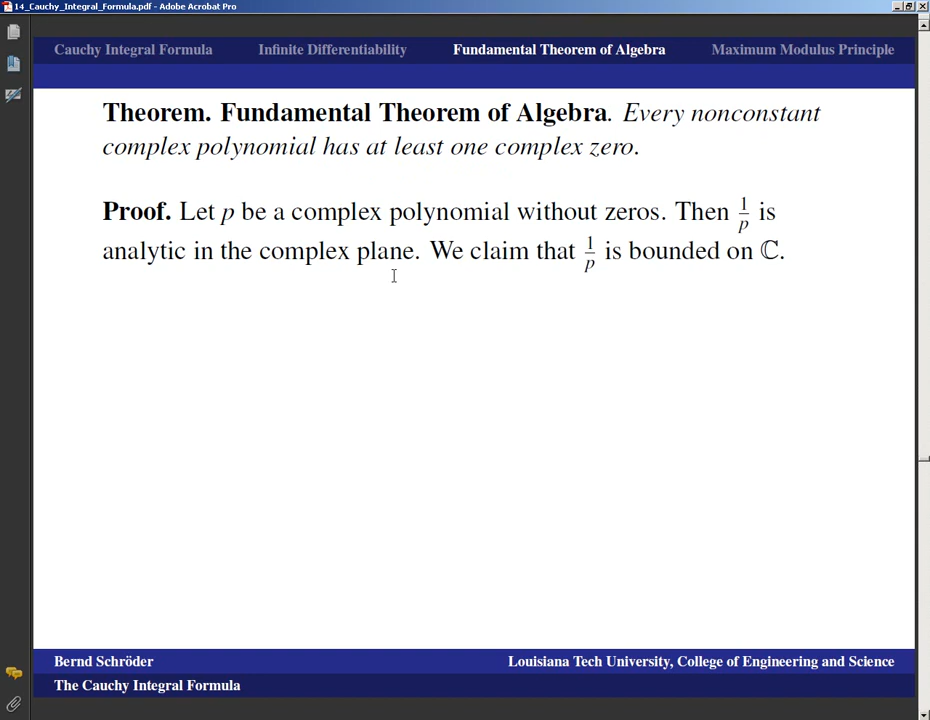 14_Cauchy_Integral_Formula.pdf - Adobe Acrobat Pro
Cauchy Integral Formula Infinite Differentiability Fundamental Theorem of Algebra Maximum Modulus Principle
Theorem. Fundamental Theorem of Algebra. Every nonconstant
complex polynomial has at least one complex zero.
Proof. Let p be a complex polynomial without zeros. Then 1/p is
analytic in the complex plane. We claim that 1/p is bounded on ℂ.
Bernd Schröder Louisiana Tech University, College of Engineering and Science
The Cauchy Integral Formula